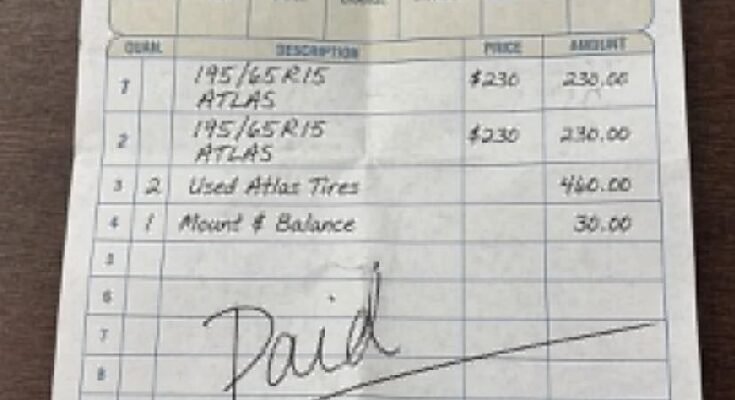 QUAN. DESCRIPTION PRICE AMOUNT
1 195/65R15 $230 230.00
ATLAS
2 195/65R15 $230 230.00
ATLAS
3 2 Used Atlas Tires 460.00
4 1 Mount & Balance 30.00
5
6
7
8
Paid